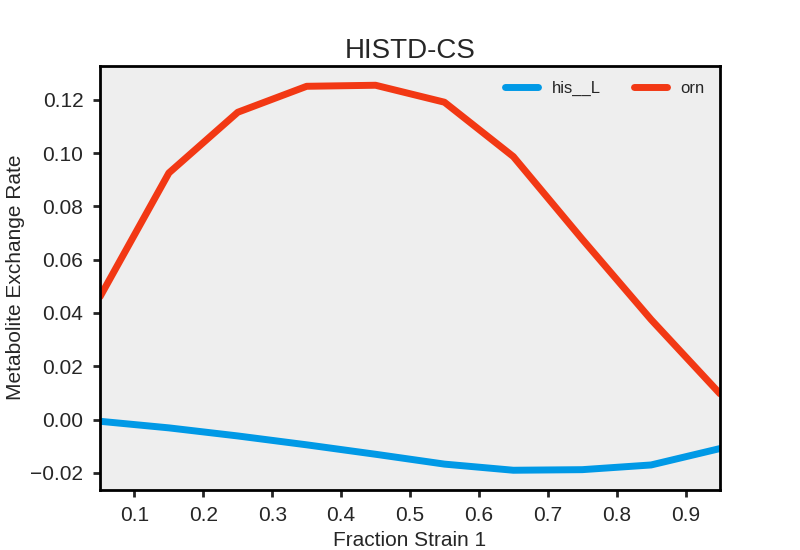 HISTD-CS
his__L
orn
Metabolite Exchange Rate
0.12
0.10
0.08
0.06
0.04
0.02
0.00
−0.02
0.1 0.2 0.3 0.4 0.5 0.6 0.7 0.8 0.9
Fraction Strain 1